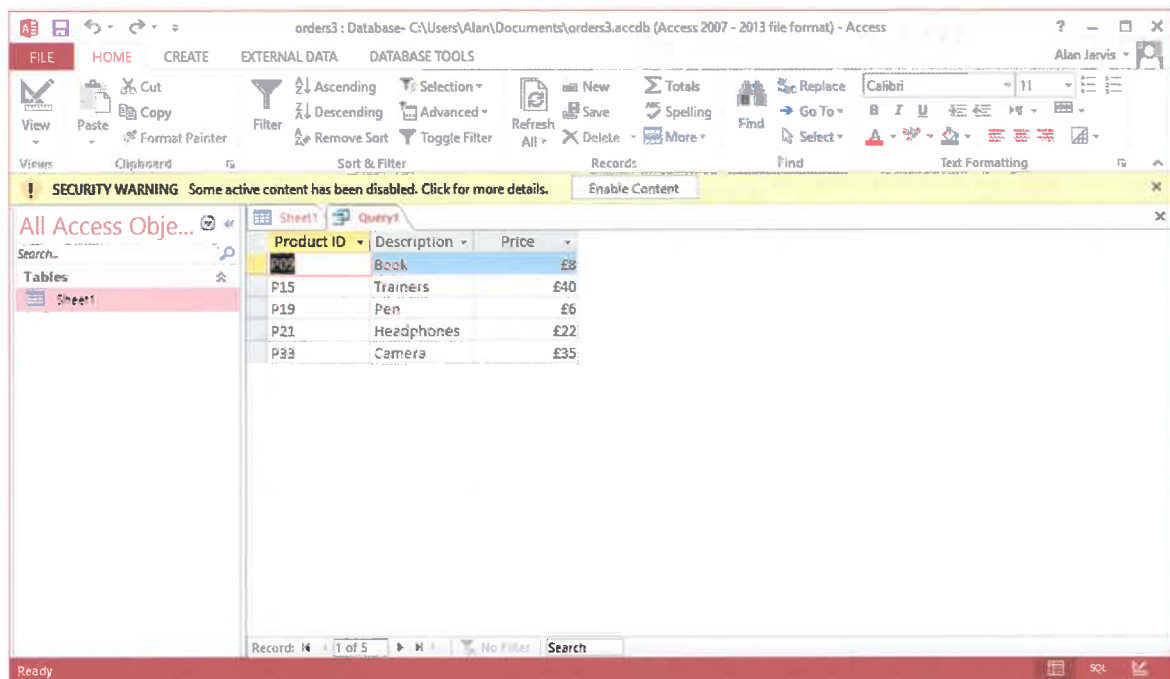 orders3 : Database- C:\Users\Alan\Documents\orders3.accdb (Access 2007 - 2013 file format) - Access ?
FILE HOME CREATE EXTERNAL DATA DATABASE TOOLS Alan Jarvis
Cut Ascending Selection New Totals Replace Calibri 11
Copy Descending Advanced Save Spelling Go To B I U
View Paste Format Painter Filter Remove Sort Toggle Filter Refresh All Delete More Find Select A
Views Clipboard Sort & Filter Records Find Text Formatting
! SECURITY WARNING Some active content has been disabled. Click for more details. Enable Content
All Access Obje... « Sheet1 Query1
Search... Product ID Description Price
Tables P09 Book £8
Sheet1 P15 Trainers £40
P19 Pen £6
P21 Headphones £22
P33 Camera £35
Record: 1 of 5 No Filter Search
Ready SQL